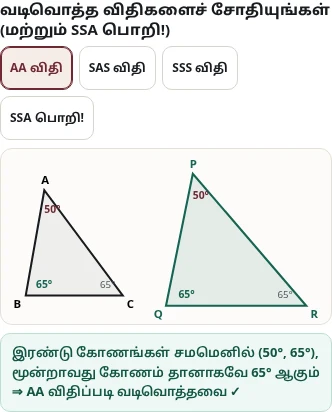 வடிவொத்த விதிகளைச் சோதியுங்கள்
(மற்றும் SSA பொறி!)
AA விதி
SAS விதி
SSS விதி
SSA பொறி!
P
A
50°
50°
65°
65°
65°
65°
B
C
Q
R
இரண்டு கோணங்கள் சமமெனில் (50°, 65°),
மூன்றாவது கோணம் தானாகவே 65° ஆகும்
⇒ AA விதிப்படி வடிவொத்தவை ✓